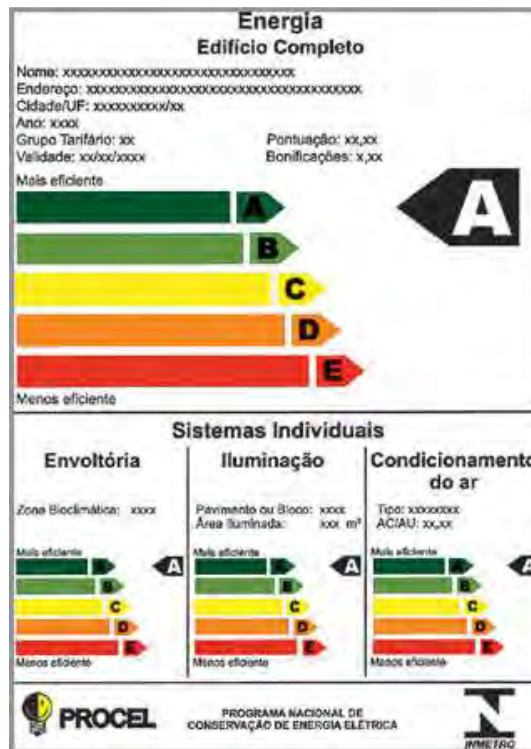 Energia
Edifício Completo
Nome: xxxxxxxxxxxxxxxxxxxxxxxxxxxxxxxx
Endereço: xxxxxxxxxxxxxxxxxxxxxxxxxxxxxxxxxxxxxx
Cidade/UF: xxxxxxxxxx/xx
Ano: xxxx
Grupo Tarifário: xx Pontuação: xx,xx
Validade: xx/xx/xxxx Bonificações: x,xx
Mais eficiente
A
A
B
C
D
E
Menos eficiente
Sistemas Individuais
Envoltória
Zona Bioclimática: xxxx
Mais eficiente
A
A
B
C
D
E
Menos eficiente
Iluminação
Pavimento ou Bloco: xxxx
Área Iluminada: xxx m²
Mais eficiente
A
A
B
C
D
E
Menos eficiente
Condicionamento
do ar
Tipo: xxxxxxxx
AC/AU: xx,xx
Mais eficiente
A
A
B
C
D
E
Menos eficiente
PROCEL
PROGRAMA NACIONAL DE
CONSERVAÇÃO DE ENERGIA ELÉTRICA
INMETRO